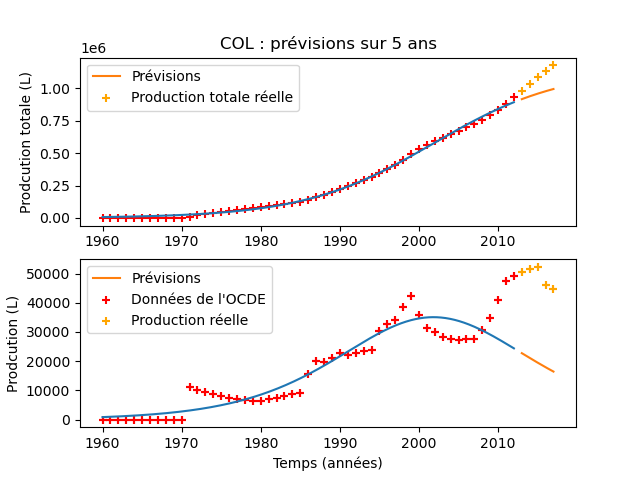 COL : prévisions sur 5 ans
1e6
Prodcution totale (L)
1.00
0.75
0.50
0.25
0.00
Prévisions
Production totale réelle
1960 1970 1980 1990 2000 2010
Prodcution (L)
50000
40000
30000
20000
10000
0
Prévisions
Données de l'OCDE
Production réelle
1960 1970 1980 1990 2000 2010
Temps (années)